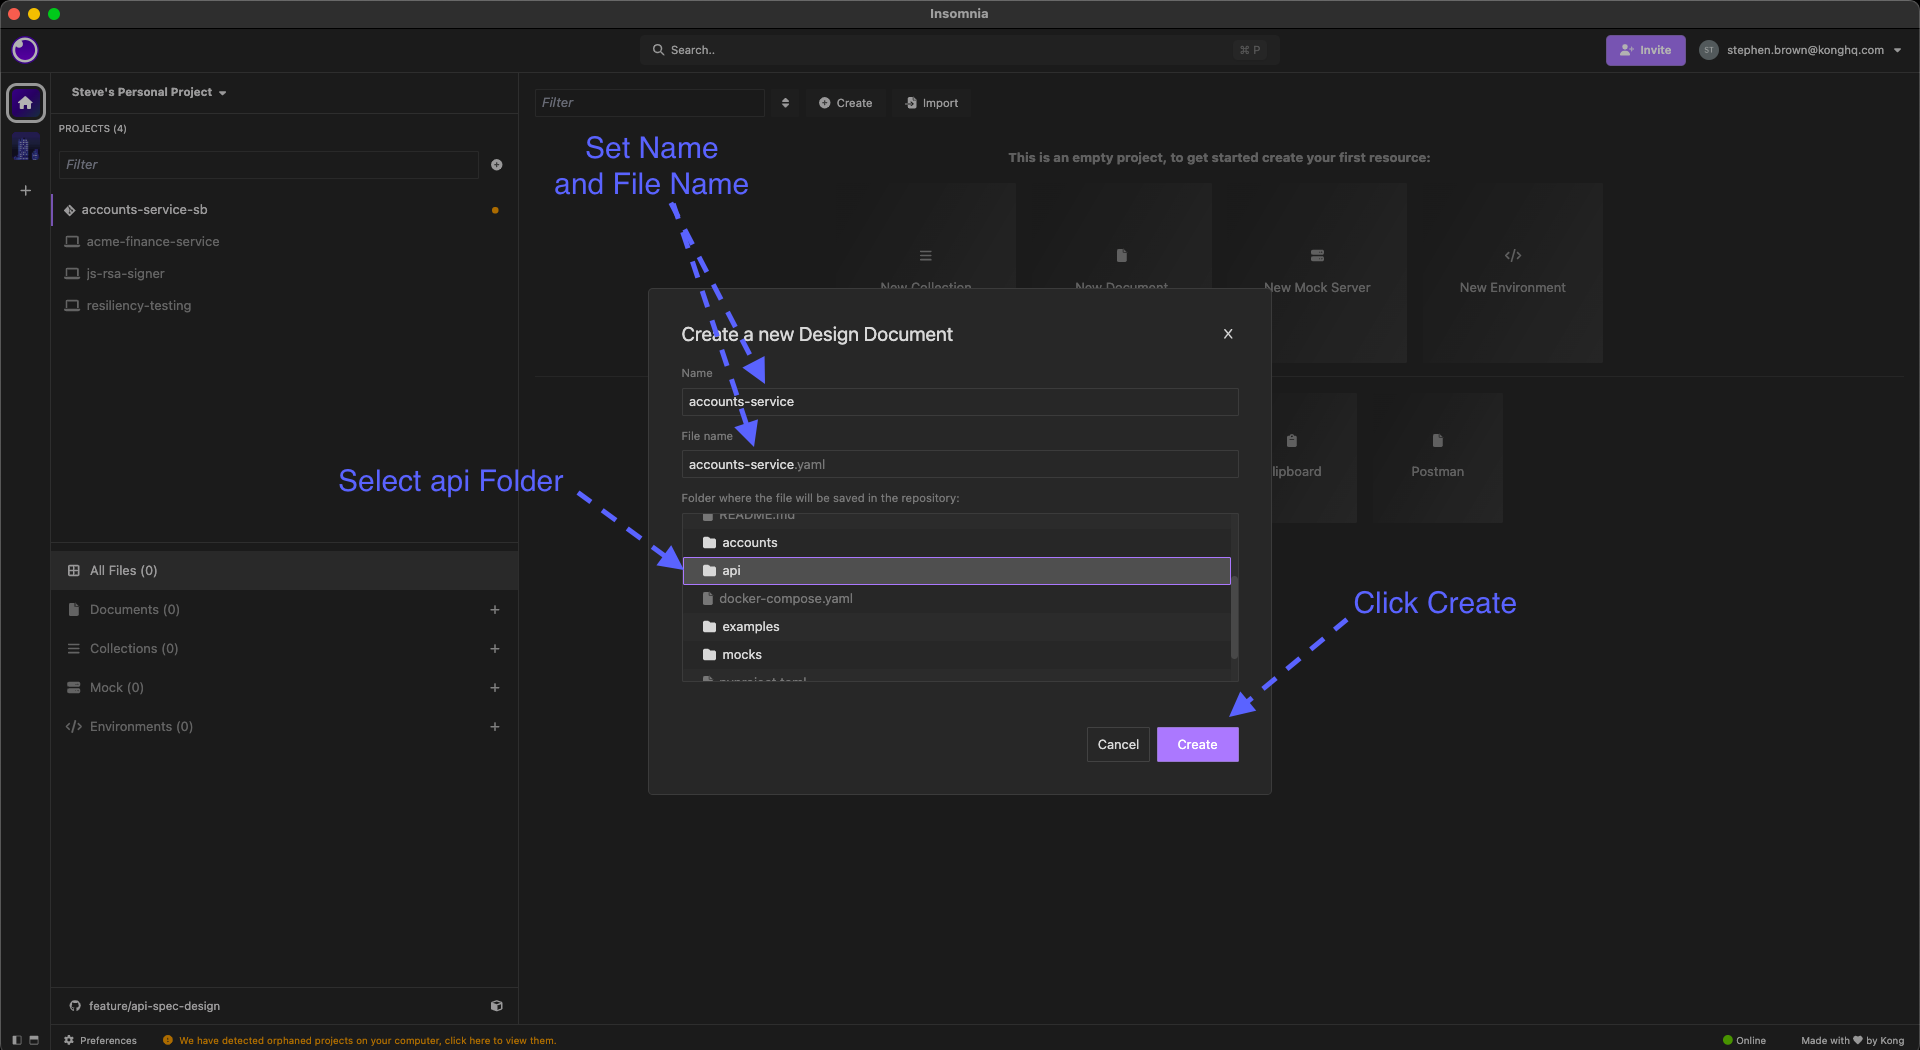 Insomnia
Search..
⌘ P
Invite
ST
stephen.brown@konghq.com
Steve's Personal Project
PROJECTS (4)
Filter
accounts-service-sb
acme-finance-service
js-rsa-signer
resiliency-testing
All Files (0)
Documents (0)
Collections (0)
Mock (0)
Environments (0)
feature/api-spec-design
Filter
Create
Import
Set Name
and File Name
This is an empty project, to get started create your first resource:
New Collection
New Document
New Mock Server
New Environment
Create a new Design Document
X
Name
accounts-service
File name
accounts-service.yaml
Select api Folder
Folder where the file will be saved in the repository:
README.md
accounts
api
docker-compose.yaml
examples
mocks
pyproject.toml
lipboard
Postman
Click Create
Cancel
Create
Preferences
We have detected orphaned projects on your computer, click here to view them.
Online
Made with ♥ by Kong